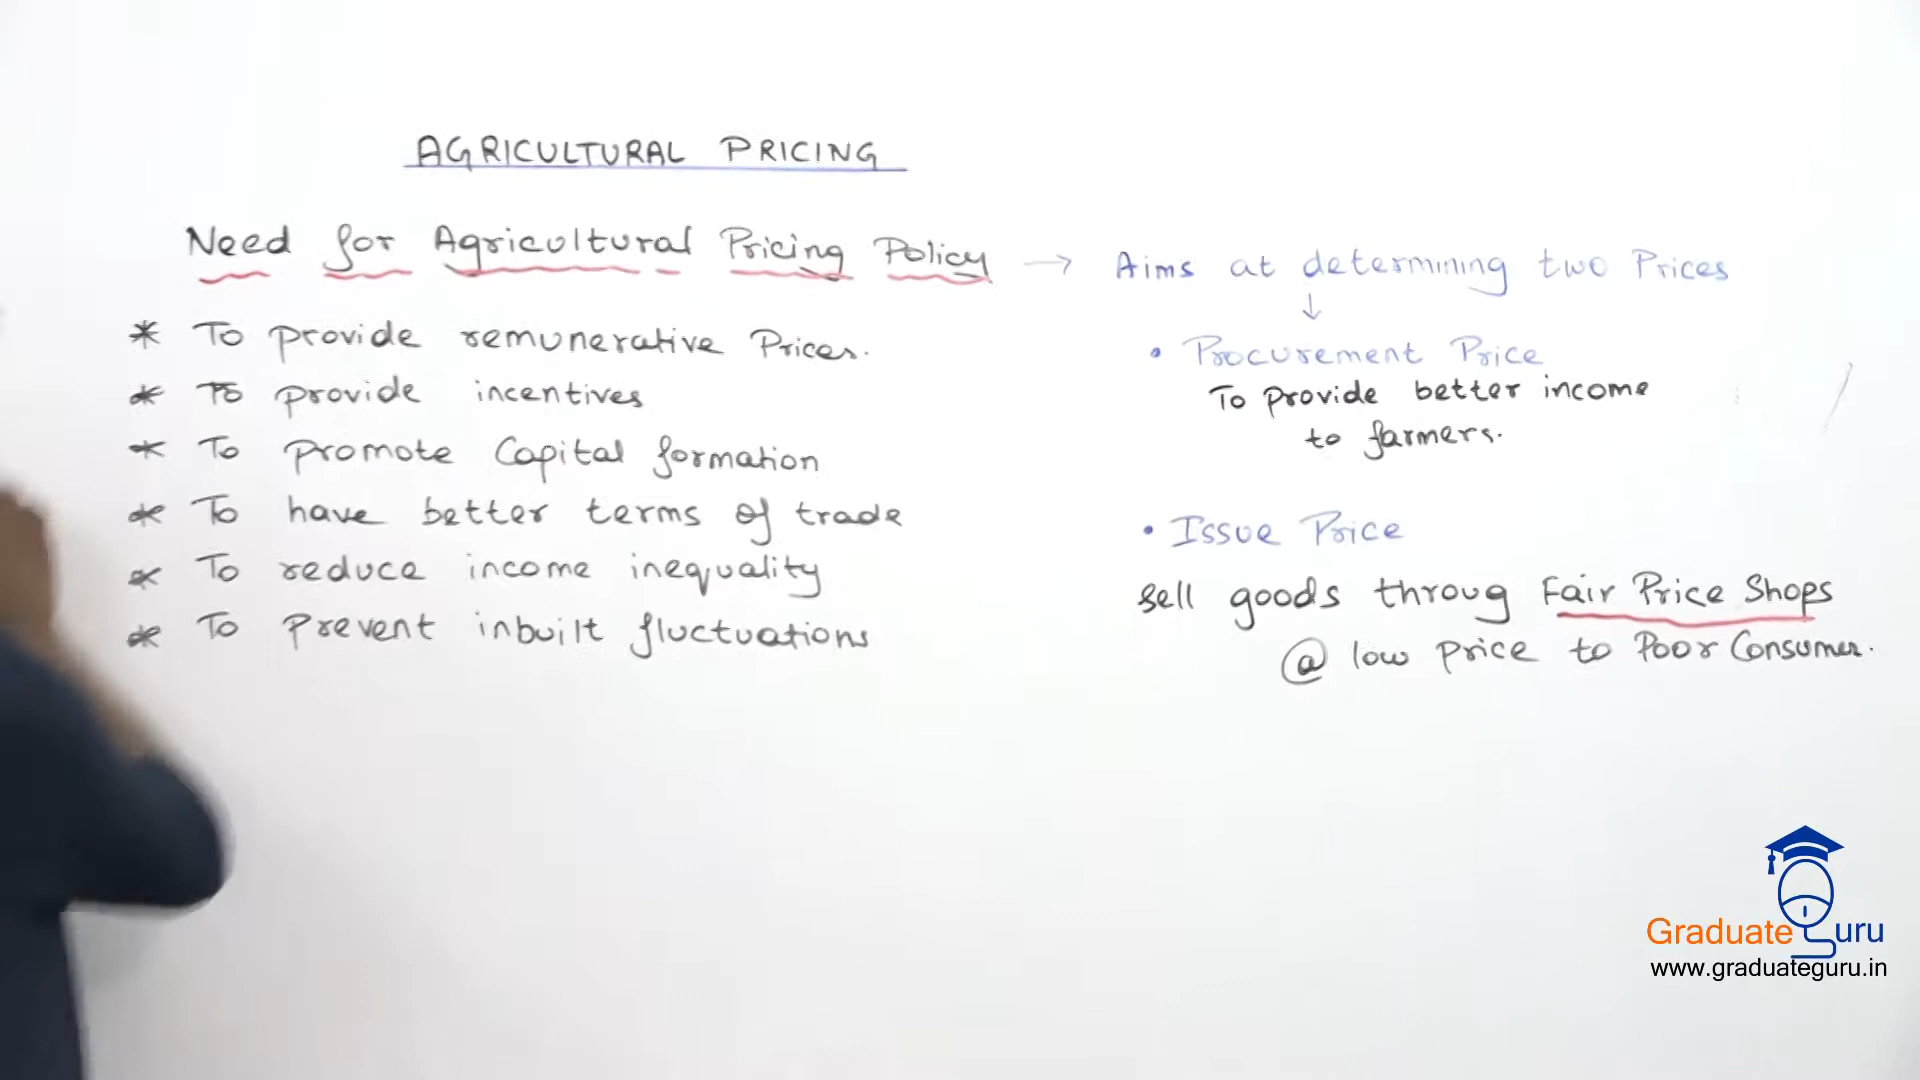 AGRICULTURAL PRICING
Need for Agricultural Pricing Policy → Aims at determining two Prices
↓
* To provide remunerative Prices.
* To provide incentives
* To promote Capital formation
* To have better terms of trade
* To reduce income inequality
* To prevent inbuilt fluctuations
• Procurement Price
To provide better income
to farmers.
• Issue Price
Sell goods throug Fair Price Shops
@ low price to Poor Consumer.
Graduate Guru
www.graduateguru.in